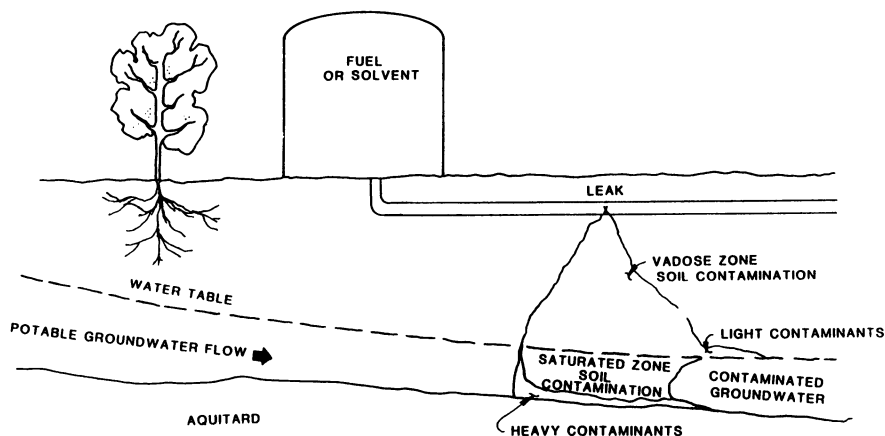 FUEL
OR SOLVENT
LEAK
VADOSE ZONE
SOIL CONTAMINATION
WATER TABLE
LIGHT CONTAMINANTS
POTABLE GROUNDWATER FLOW
SATURATED ZONE
SOIL
CONTAMINATION
CONTAMINATED
GROUNDWATER
AQUITARD
HEAVY CONTAMINANTS